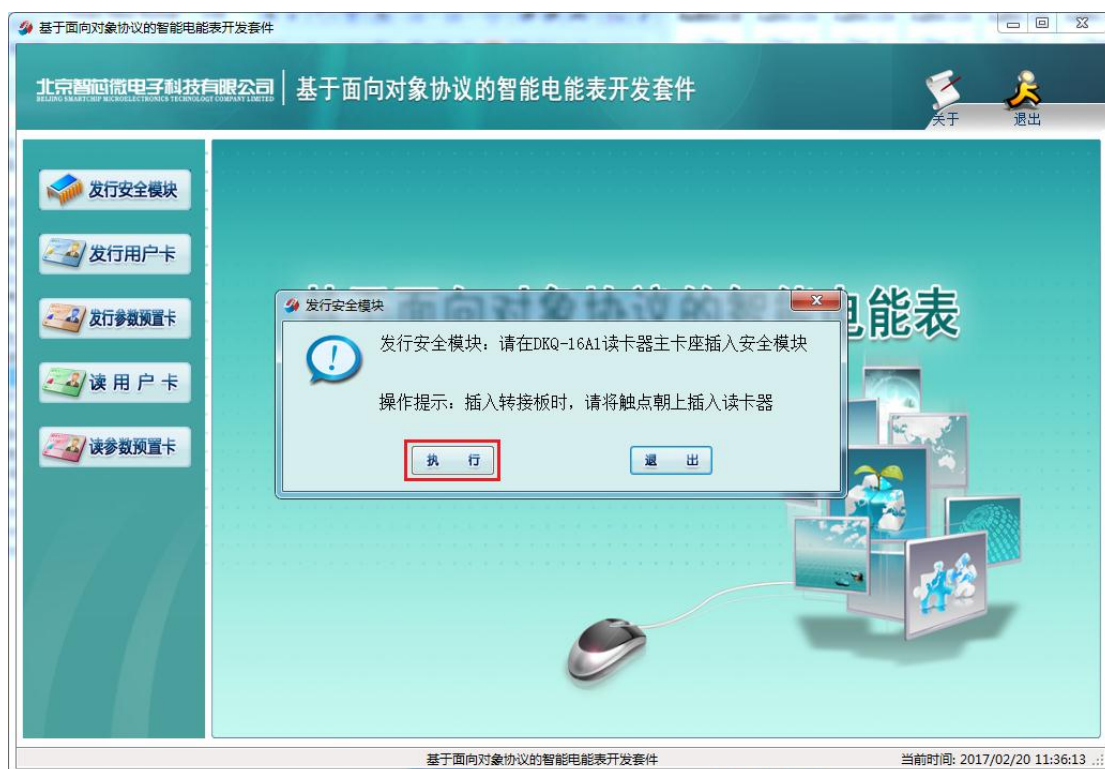 基于面向对象协议的智能电能表开发套件
北京智芯微电子科技有限公司
BEIJING SMARTCHIP MICROELECTRONICS TECHNOLOGY COMPANY LIMITED
基于面向对象协议的智能电能表开发套件
关于
退出
发行安全模块
发行用户卡
发行参数预置卡
读用户卡
读参数预置卡
电能表
发行安全模块
发行安全模块：请在DKQ-16A1读卡器主卡座插入安全模块
操作提示：插入转接板时，请将触点朝上插入读卡器
执 行
退 出
基于面向对象协议的智能电能表开发套件
当前时间: 2017/02/20 11:36:13